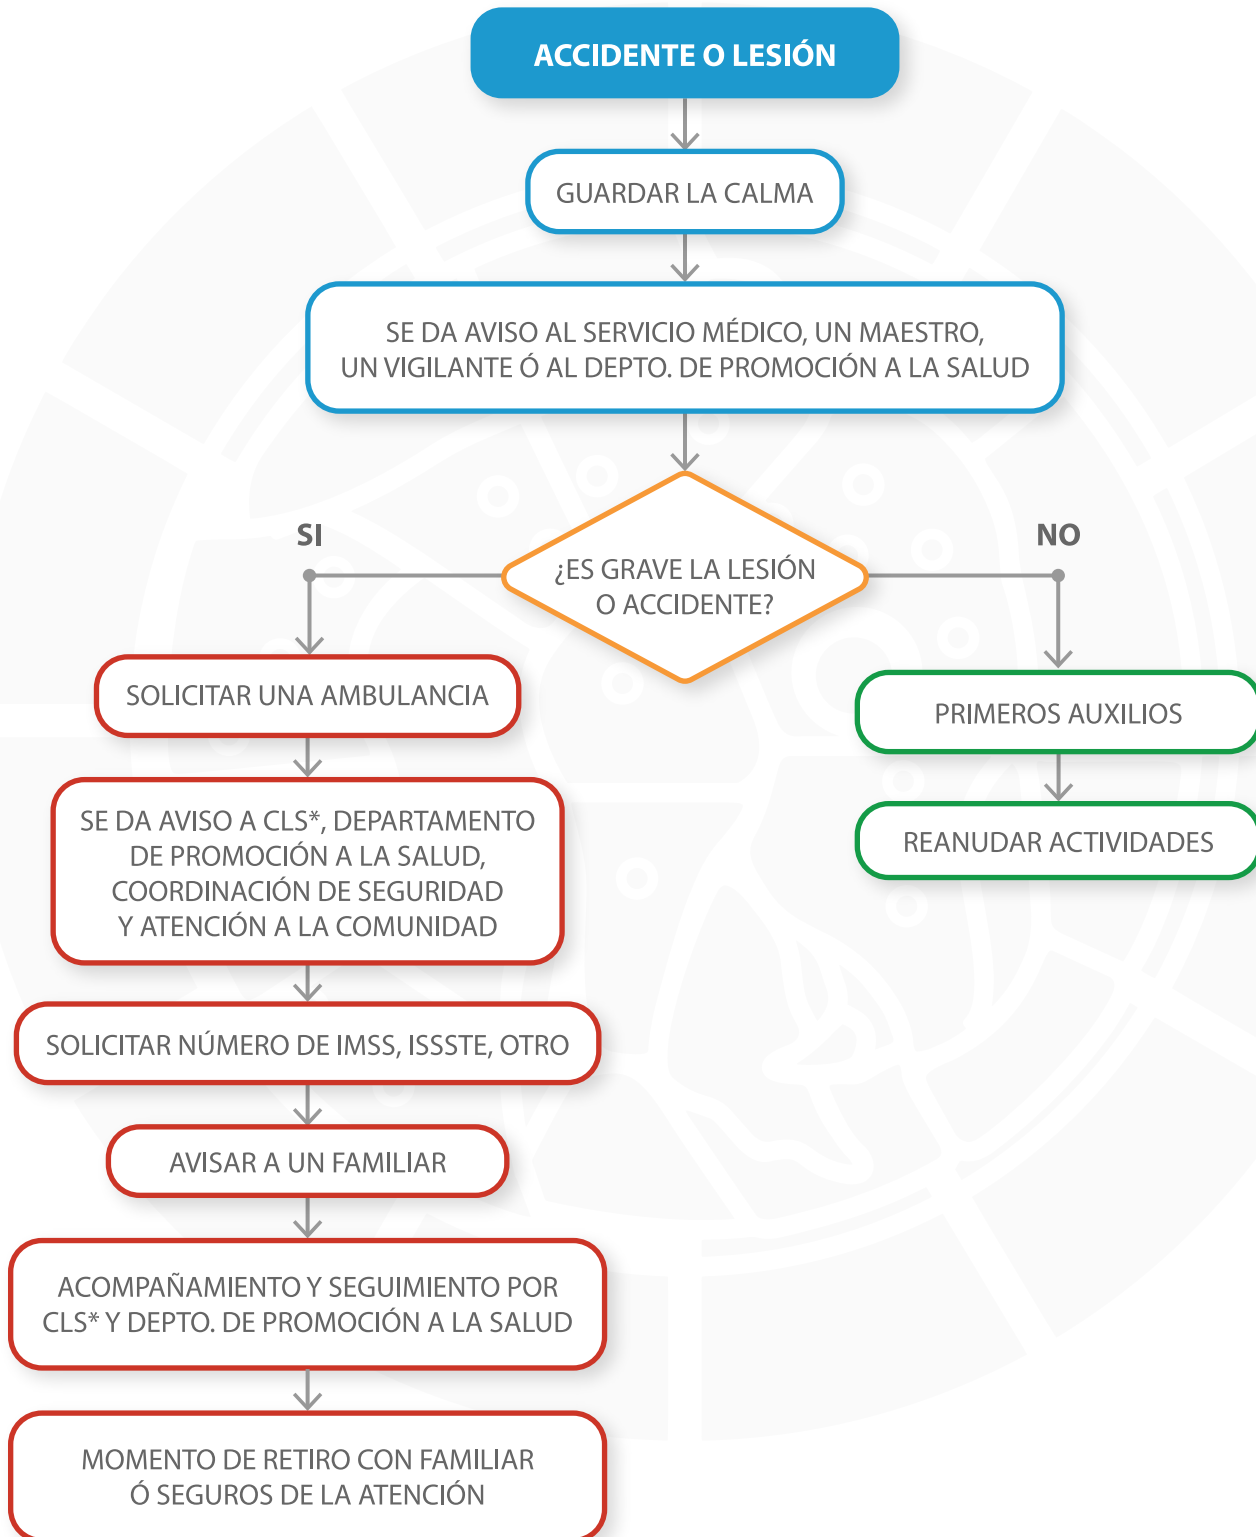 ACCIDENTE O LESIÓN
GUARDAR LA CALMA
SE DA AVISO AL SERVICIO MÉDICO, UN MAESTRO,
UN VIGILANTE Ó AL DEPTO. DE PROMOCIÓN A LA SALUD
¿ES GRAVE LA LESIÓN
O ACCIDENTE?
SI
SOLICITAR UNA AMBULANCIA
SE DA AVISO A CLS*, DEPARTAMENTO
DE PROMOCIÓN A LA SALUD,
COORDINACIÓN DE SEGURIDAD
Y ATENCIÓN A LA COMUNIDAD
SOLICITAR NÚMERO DE IMSS, ISSSTE, OTRO
AVISAR A UN FAMILIAR
ACOMPAÑAMIENTO Y SEGUIMIENTO POR
CLS* Y DEPTO. DE PROMOCIÓN A LA SALUD
MOMENTO DE RETIRO CON FAMILIAR
Ó SEGUROS DE LA ATENCIÓN
NO
PRIMEROS AUXILIOS
REANUDAR ACTIVIDADES